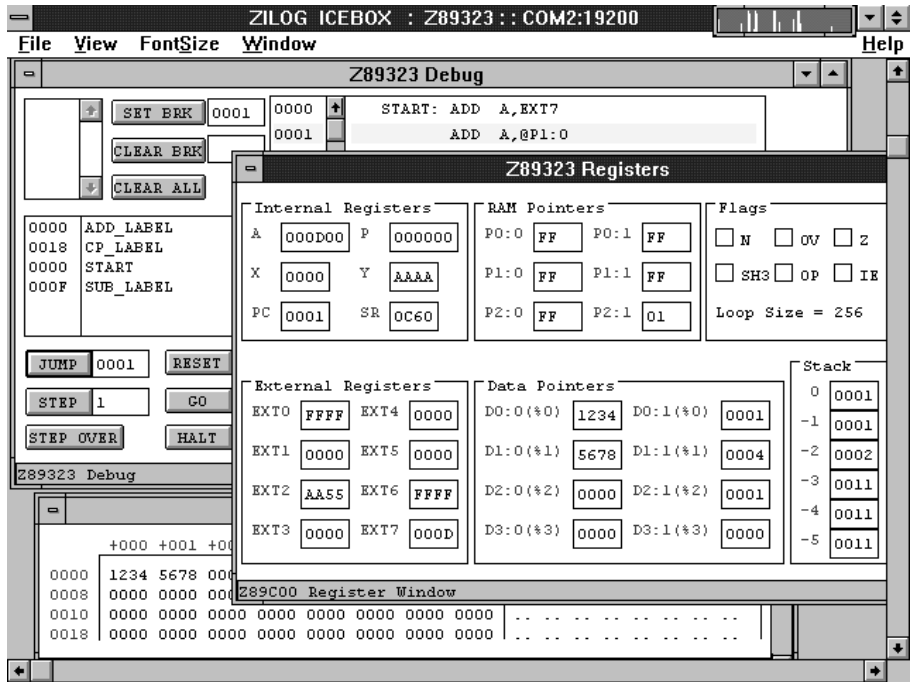 ZILOG ICEBOX : Z89323 : : COM2:19200
File View FontSize Window Help
Z89323 Debug
SET BRK 0001
CLEAR BRK
CLEAR ALL
0000 START: ADD A,EXT7
0001 ADD A,@P1:0
0000 ADD_LABEL
0018 CP_LABEL
0000 START
000F SUB_LABEL
JUMP 0001 RESET
STEP 1 GO
STEP OVER HALT
Z89323 Debug
Z89323 Registers
Internal Registers
A 000D00 P 000000
X 0000 Y AAAA
PC 0001 SR 0C60
RAM Pointers
P0:0 FF P0:1 FF
P1:0 FF P1:1 FF
P2:0 FF P2:1 01
Flags
N OV Z
SH3 OP IE
Loop Size = 256
External Registers
EXT0 FFFF EXT4 0000
EXT1 0000 EXT5 0000
EXT2 AA55 EXT6 FFFF
EXT3 0000 EXT7 000D
Data Pointers
D0:0(%0) 1234 D0:1(%0) 0001
D1:0(%1) 5678 D1:1(%1) 0004
D2:0(%2) 0000 D2:1(%2) 0001
D3:0(%3) 0000 D3:1(%3) 0000
Stack
0 0001
-1 0001
-2 0002
-3 0011
-4 0011
-5 0011
Z89C00 Register Window
+000 +001 +00
0000 1234 5678 000
0008 0000 0000 000
0010 0000 0000 0000 0000 0000 0000 0000 0000 .. .. .. .. .. .. .. ..
0018 0000 0000 0000 0000 0000 0000 0000 0000 .. .. .. .. .. .. .. ..